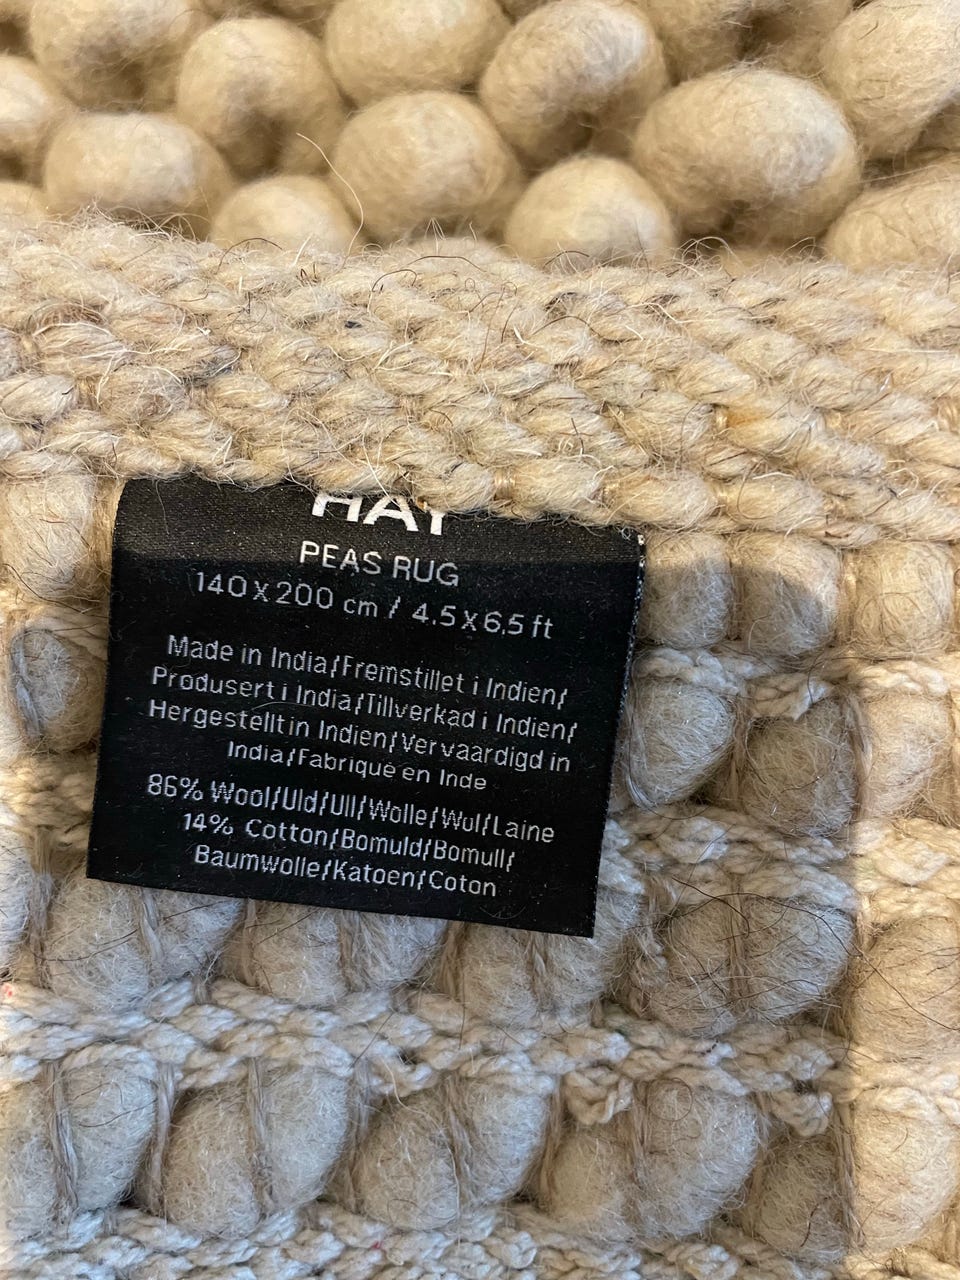 HAY
PEAS RUG
140 x 200 cm / 4.5 x 6.5 ft
Made in India/Fremstillet i Indien/
Produsert i India/Tillverkad i Indien/
Hergestellt in Indien/Vervaardigd in
India/Fabriqué en Inde
86% Wool/Uld/Ull/Wolle/Wol/Laine
14% Cotton/Bomuld/Bomull/
Baumwolle/Katoen/Coton